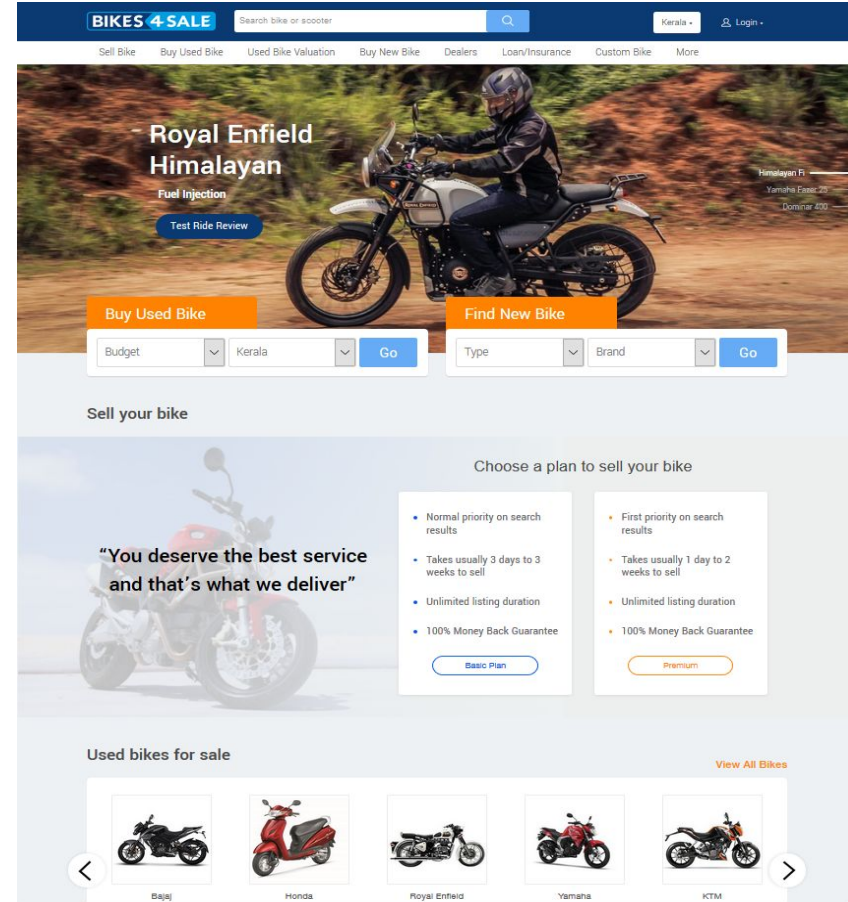 BIKES 4 SALE
Search bike or scooter
Kerala
Login
Sell Bike Buy Used Bike Used Bike Valuation Buy New Bike Dealers Loan/Insurance Custom Bike More
Royal Enfield
Himalayan
Fuel Injection
Test Ride Review
Himalayan Fi
Yamaha Fazer 25
Dominar 400
ROYAL ENFIELD
Buy Used Bike
Budget Kerala Go
Find New Bike
Type Brand Go
Sell your bike
“You deserve the best service
and that’s what we deliver”
Choose a plan to sell your bike
Normal priority on search
results
Takes usually 3 days to 3
weeks to sell
Unlimited listing duration
100% Money Back Guarantee
Basic Plan
First priority on search
results
Takes usually 1 day to 2
weeks to sell
Unlimited listing duration
100% Money Back Guarantee
Premium
Used bikes for sale
View All Bikes
Bajaj Honda Royal Enfield Yamaha KTM